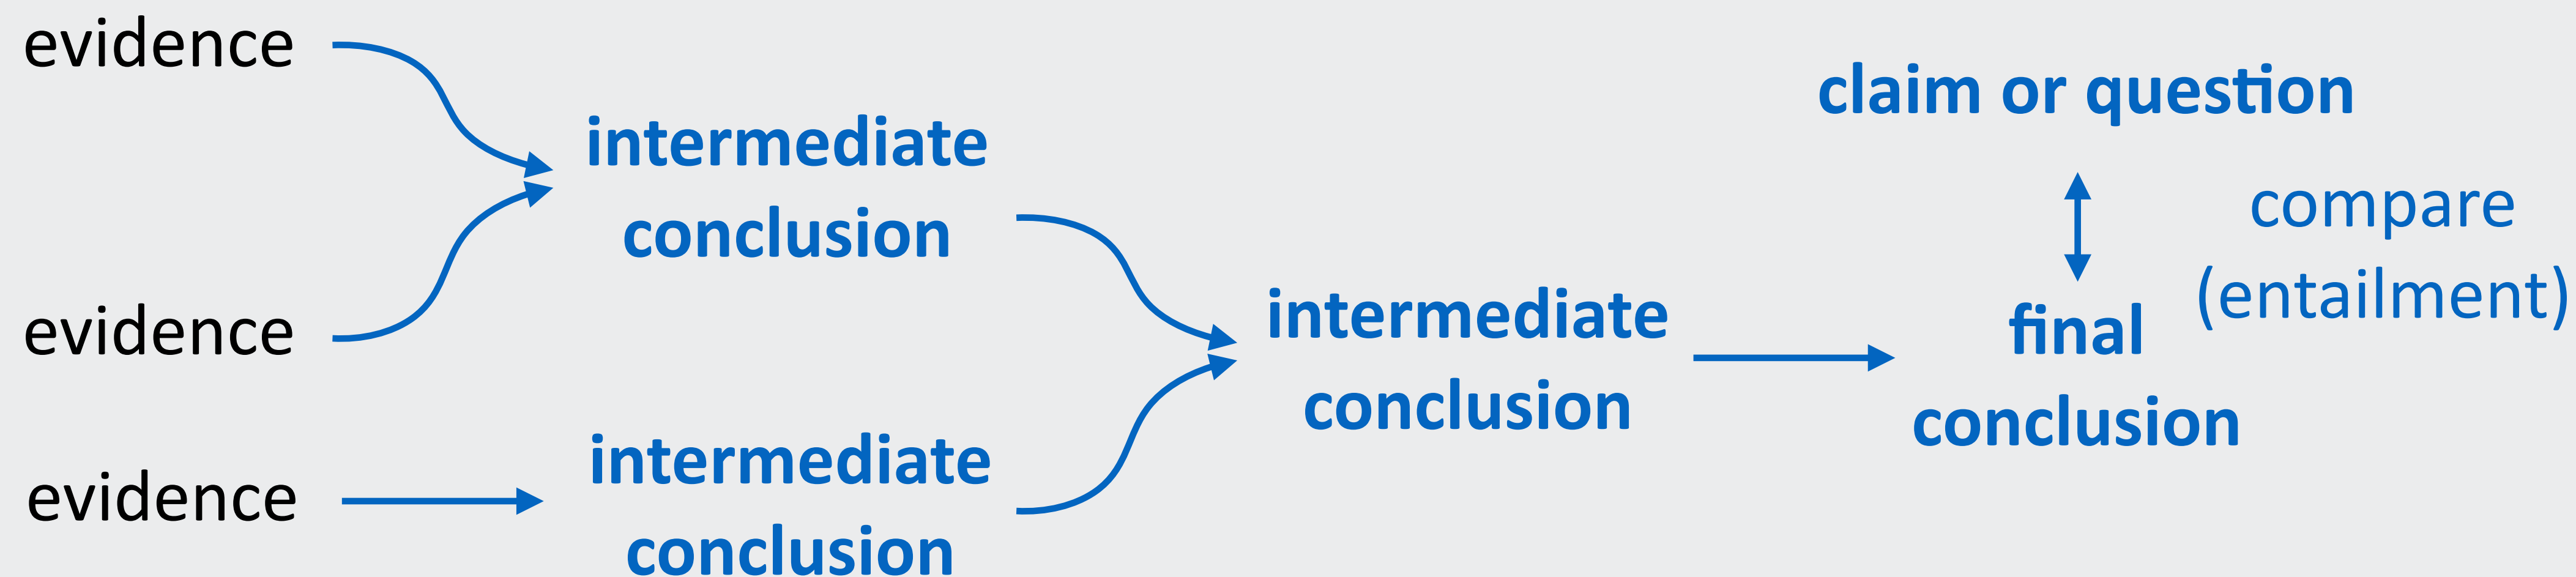 evidence
evidence
evidence
intermediate
conclusion
intermediate
conclusion
intermediate
conclusion
claim or question
compare
(entailment)
final
conclusion